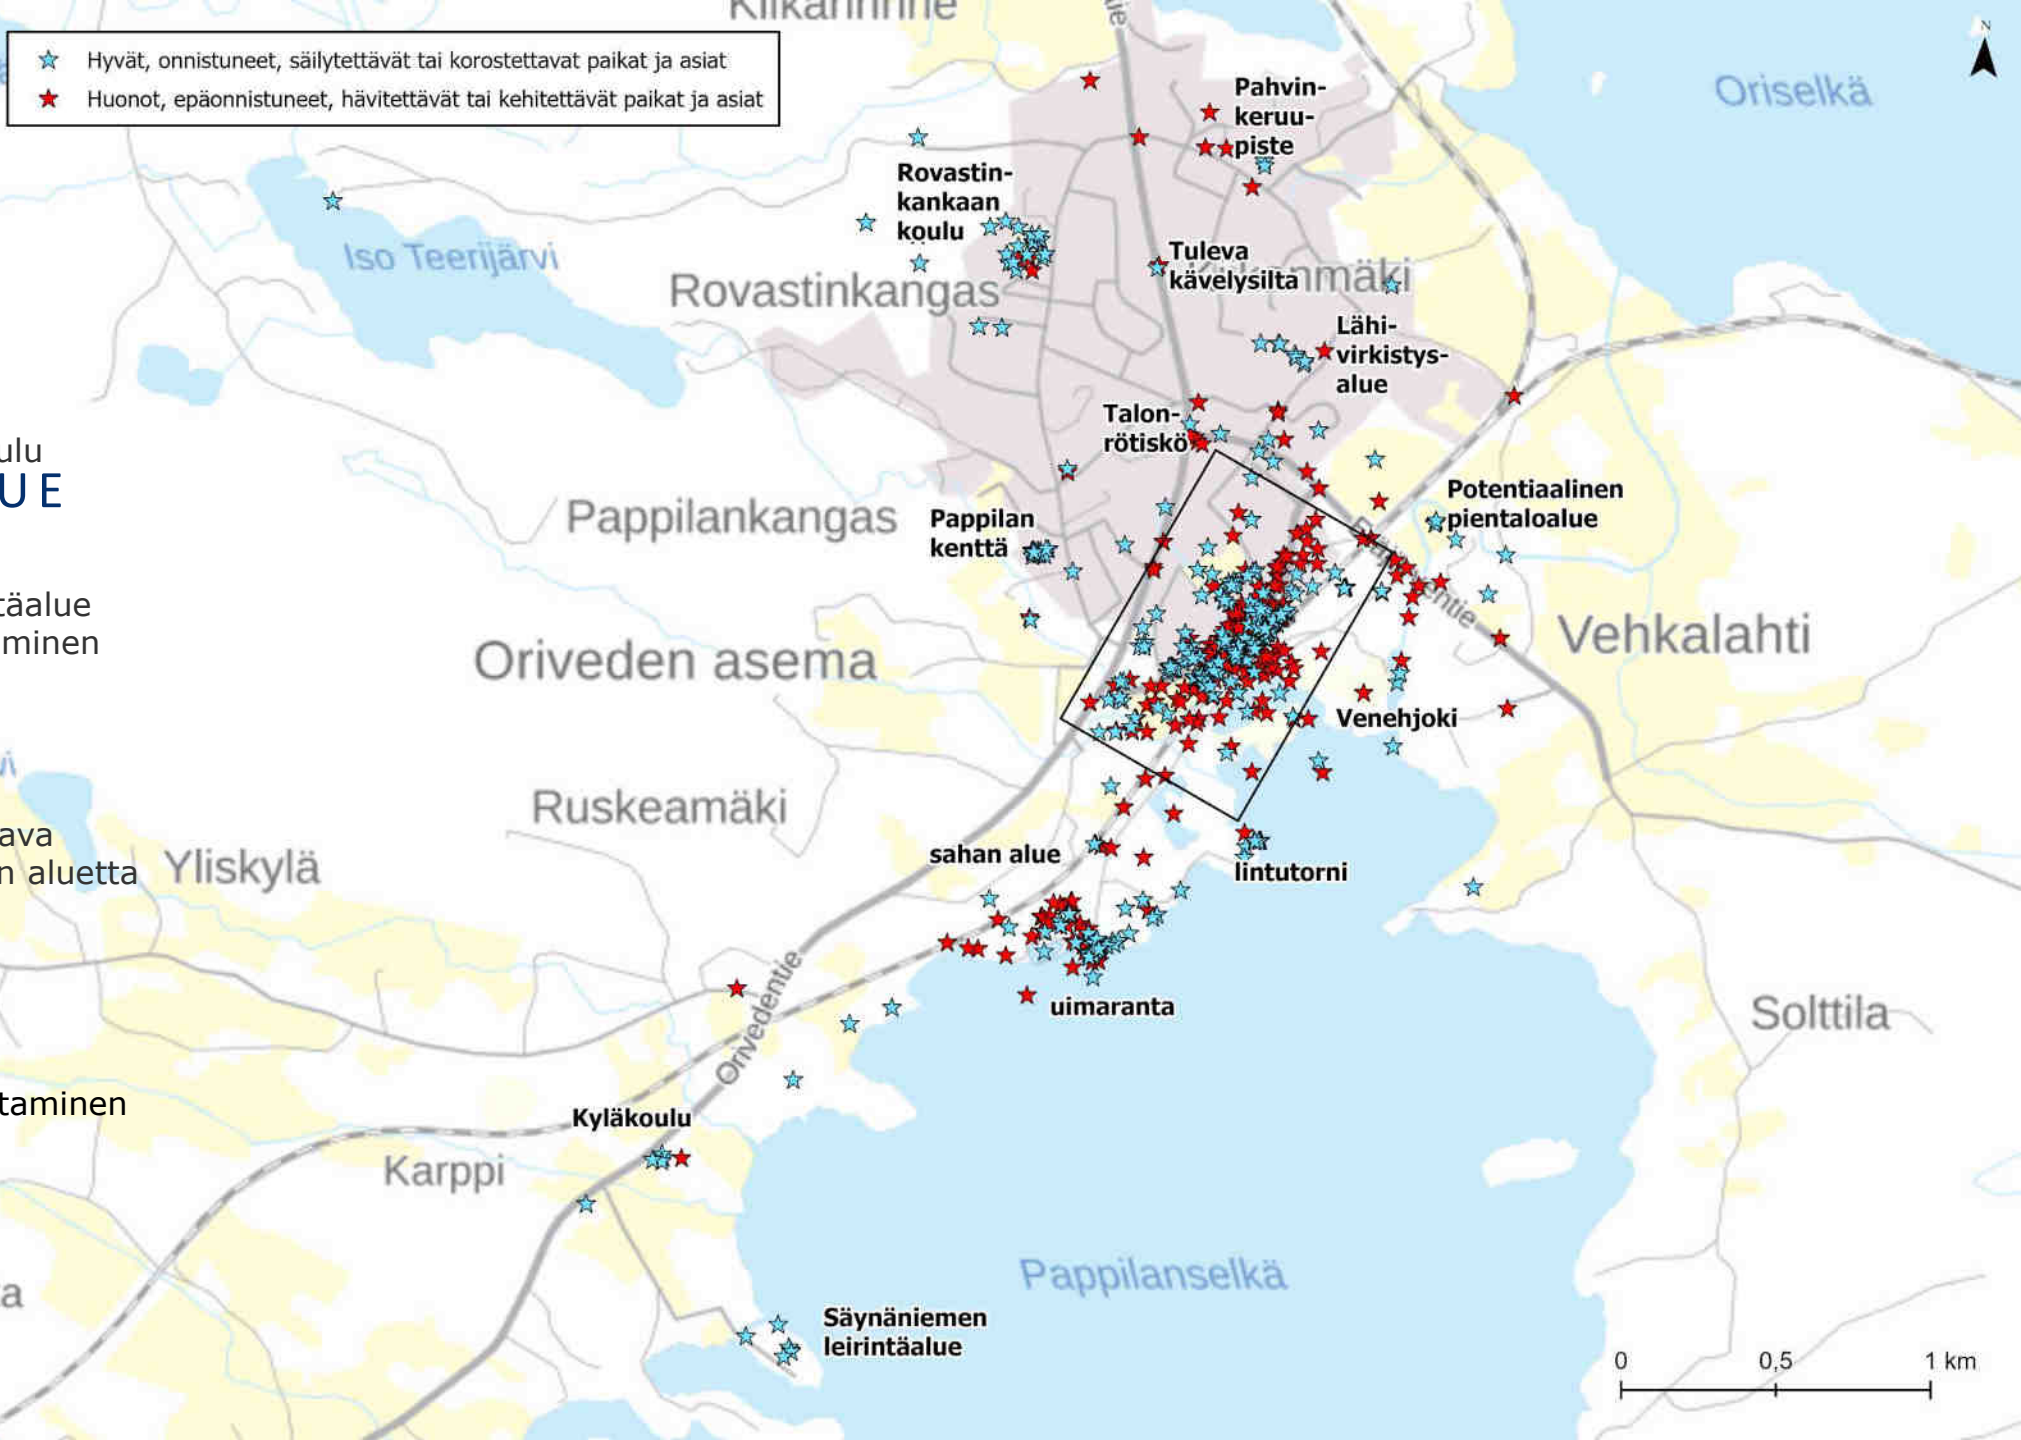 Hyvät, onnistuneet, säilytettävät tai korostettavat paikat ja asiat
Huonot, epäonnistuneet, hävitettävät tai kehitettävät paikat ja asiat
N
Oriselkä
Pahvin-
keruu-
piste
Rovastin-
kankaan
koulu
Iso Teerijärvi
Rovastinkangas
Tuleva
kävelysilta
Lähi-
virkistys-
alue
Talon-
rötiskö
Potentiaalinen
pientaloalue
Pappilankangas
Pappilan
kenttä
Oriveden asema
Vehkalahti
Venehjoki
Ruskeamäki
Yliskylä
sahan alue
lintutorni
uimaranta
Orivedentie
Solttila
Kyläkoulu
Karppi
Pappilanselkä
Säynäniemen
leirintäalue
0 0,5 1 km
ulu
UE
täalue
minen
ava
n aluetta
taminen